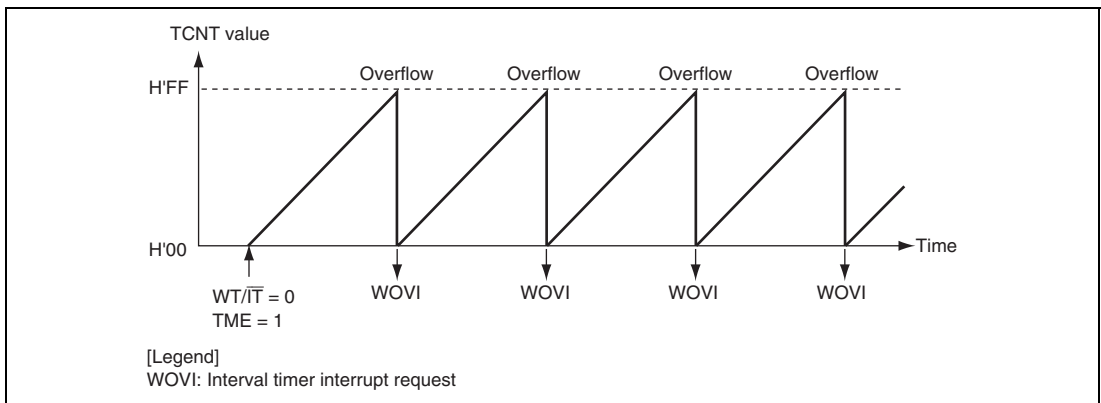 TCNT value
Overflow Overflow Overflow Overflow
H'FF
H'00
Time
WT/I̅T̅ = 0
TME = 1
WOVI WOVI WOVI WOVI
[Legend]
WOVI: Interval timer interrupt request